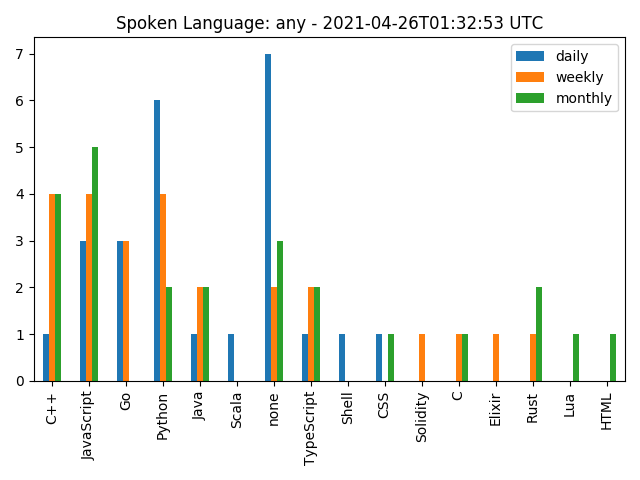 Spoken Language: any - 2021-04-26T01:32:53 UTC
daily
weekly
monthly
7
6
5
4
3
2
1
0
C++
JavaScript
Go
Python
Java
Scala
none
TypeScript
Shell
CSS
Solidity
C
Elixir
Rust
Lua
HTML